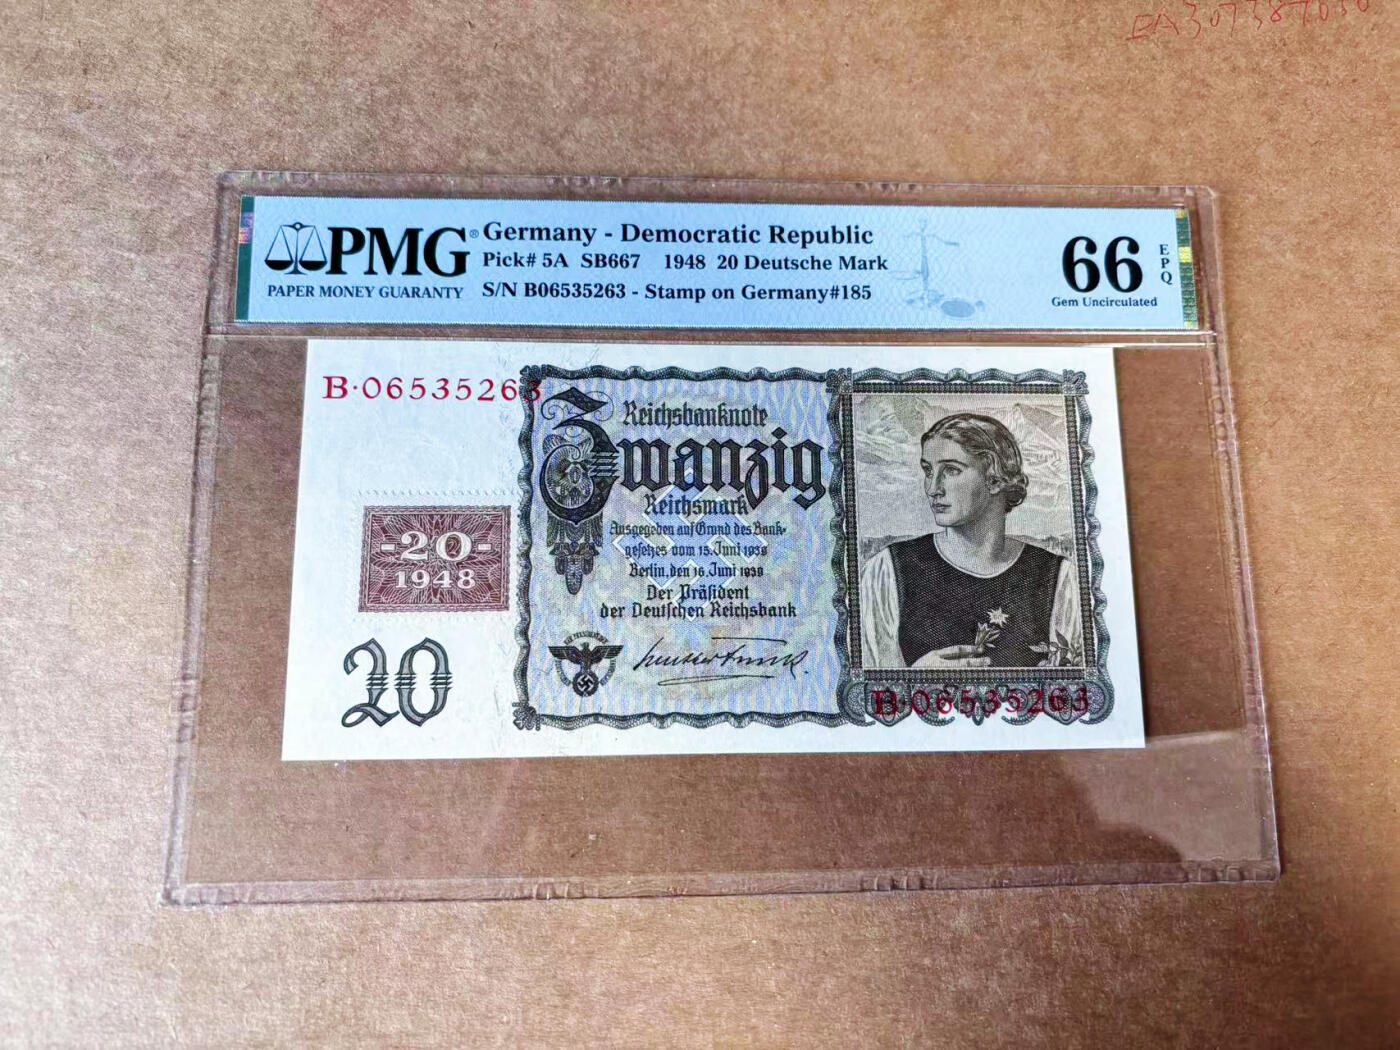 PMG®
PAPER MONEY GUARANTY
Germany - Democratic Republic
Pick# 5A SB667 1948 20 Deutsche Mark
S/N B06535263 - Stamp on Germany#185
66
EPQ
Gem Uncirculated
B·06535263
Reichsbanknote
Zwanzig
Reichsmark
Ausgegeben auf Grund des Bank-
gesetzes vom 15. Juni 1939
Berlin, den 16. Juni 1939
Der Präsident
der Deutschen Reichsbank
-20-
1948
20
B·06535263